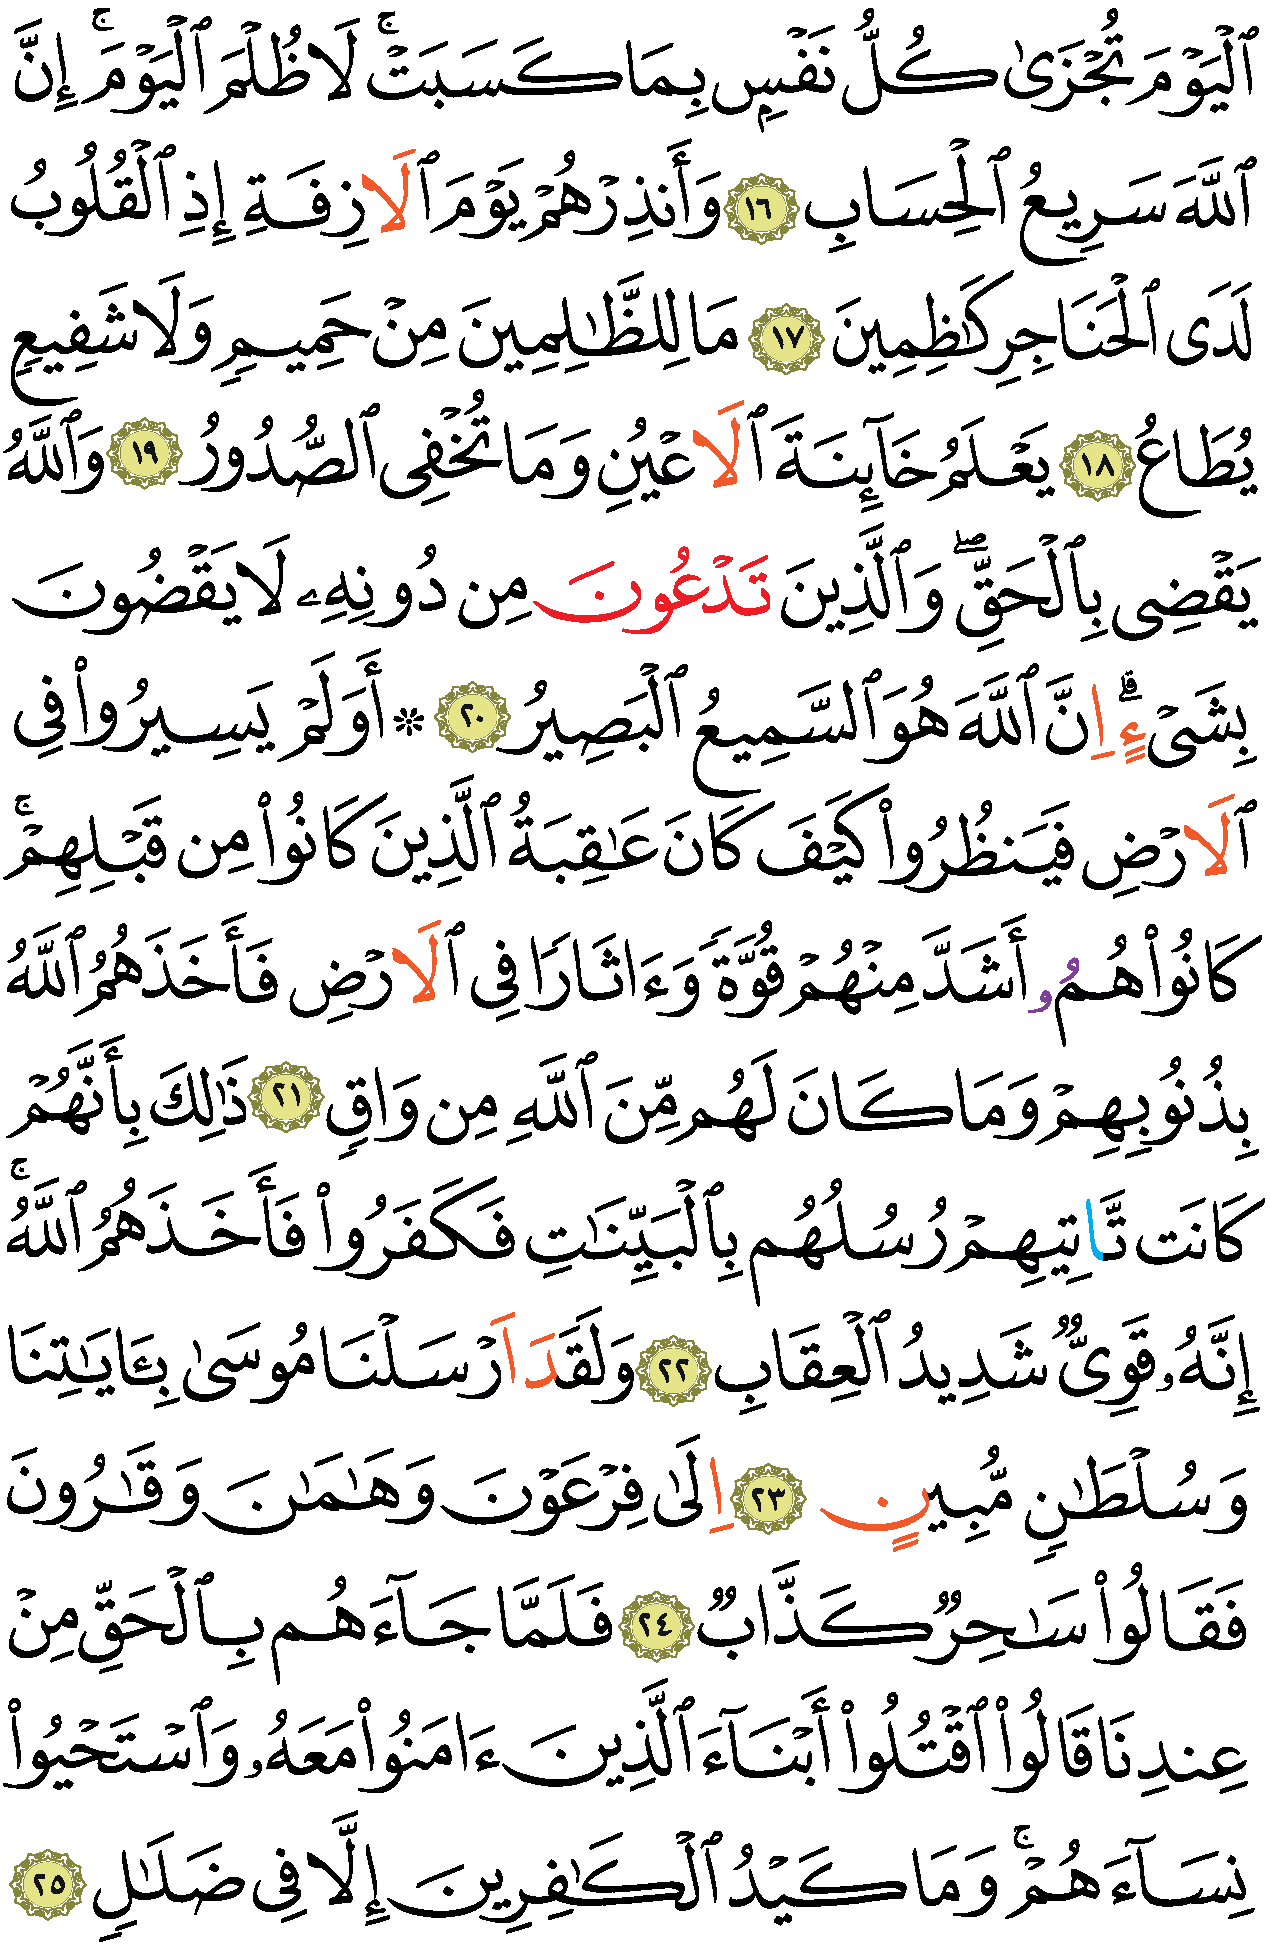 ٱلْيَوْمَ تُجْزَىٰ كُلُّ نَفْسٍۭ بِمَا كَسَبَتْۚ لَا ظُلْمَ ٱلْيَوْمَۚ إِنَّ
ٱللَّهَ سَرِيعُ ٱلْحِسَابِ ١٦ وَأَنذِرْهُمْ يَوْمَ ٱلَازِفَةِ إِذِ ٱلْقُلُوبُ
لَدَى ٱلْحَنَاجِرِ كَٰظِمِينَ ١٧ مَا لِلظَّٰلِمِينَ مِنْ حَمِيمٍ وَلَا شَفِيعٍ
يُطَاعُ ١٨ يَعْلَمُ خَآئِنَةَ ٱلَاعْيُنِ وَمَا تُخْفِى ٱلصُّدُورُ ١٩ وَٱللَّهُ
يَقْضِى بِٱلْحَقِّۖ وَٱلَّذِينَ تَدْعُونَ مِن دُونِهِۦ لَا يَقْضُونَ
بِشَىْءٍۗ اِنَّ ٱللَّهَ هُوَ ٱلسَّمِيعُ ٱلْبَصِيرُ ٢٠ ۞ أَوَلَمْ يَسِيرُوا۟ فِى
ٱلَارْضِ فَيَنظُرُوا۟ كَيْفَ كَانَ عَٰقِبَةُ ٱلَّذِينَ كَانُوا۟ مِن قَبْلِهِمْۚ
كَانُوا۟ هُمُۥ أَشَدَّ مِنْهُمْ قُوَّةً وَءَاثَارًا فِى ٱلَارْضِ فَأَخَذَهُمُ ٱللَّهُ
بِذُنُوبِهِمْ وَمَا كَانَ لَهُم مِّنَ ٱللَّهِ مِن وَاقٍ ٢١ ذَٰلِكَ بِأَنَّهُمْ
كَانَت تَّاتِيهِمْ رُسُلُهُم بِٱلْبَيِّنَٰتِ فَكَفَرُوا۟ فَأَخَذَهُمُ ٱللَّهُۚ
إِنَّهُۥ قَوِىٌّ شَدِيدُ ٱلْعِقَابِ ٢٢ وَلَقَدَ اَرْسَلْنَا مُوسَىٰ بِـَٔايَٰتِنَا
وَسُلْطَٰنٍ مُّبِينٍ ٢٣ اِلَىٰ فِرْعَوْنَ وَهَٰمَٰنَ وَقَٰرُونَ
فَقَالُوا۟ سَٰحِرٌ كَذَّابٌ ٢٤ فَلَمَّا جَآءَهُم بِٱلْحَقِّ مِنْ
عِندِنَا قَالُوا۟ ٱقْتُلُوٓا۟ أَبْنَآءَ ٱلَّذِينَ ءَامَنُوا۟ مَعَهُۥ وَٱسْتَحْيُوا۟
نِسَآءَهُمْۚ وَمَا كَيْدُ ٱلْكَٰفِرِينَ إِلَّا فِى ضَلَٰلٍ ٢٥